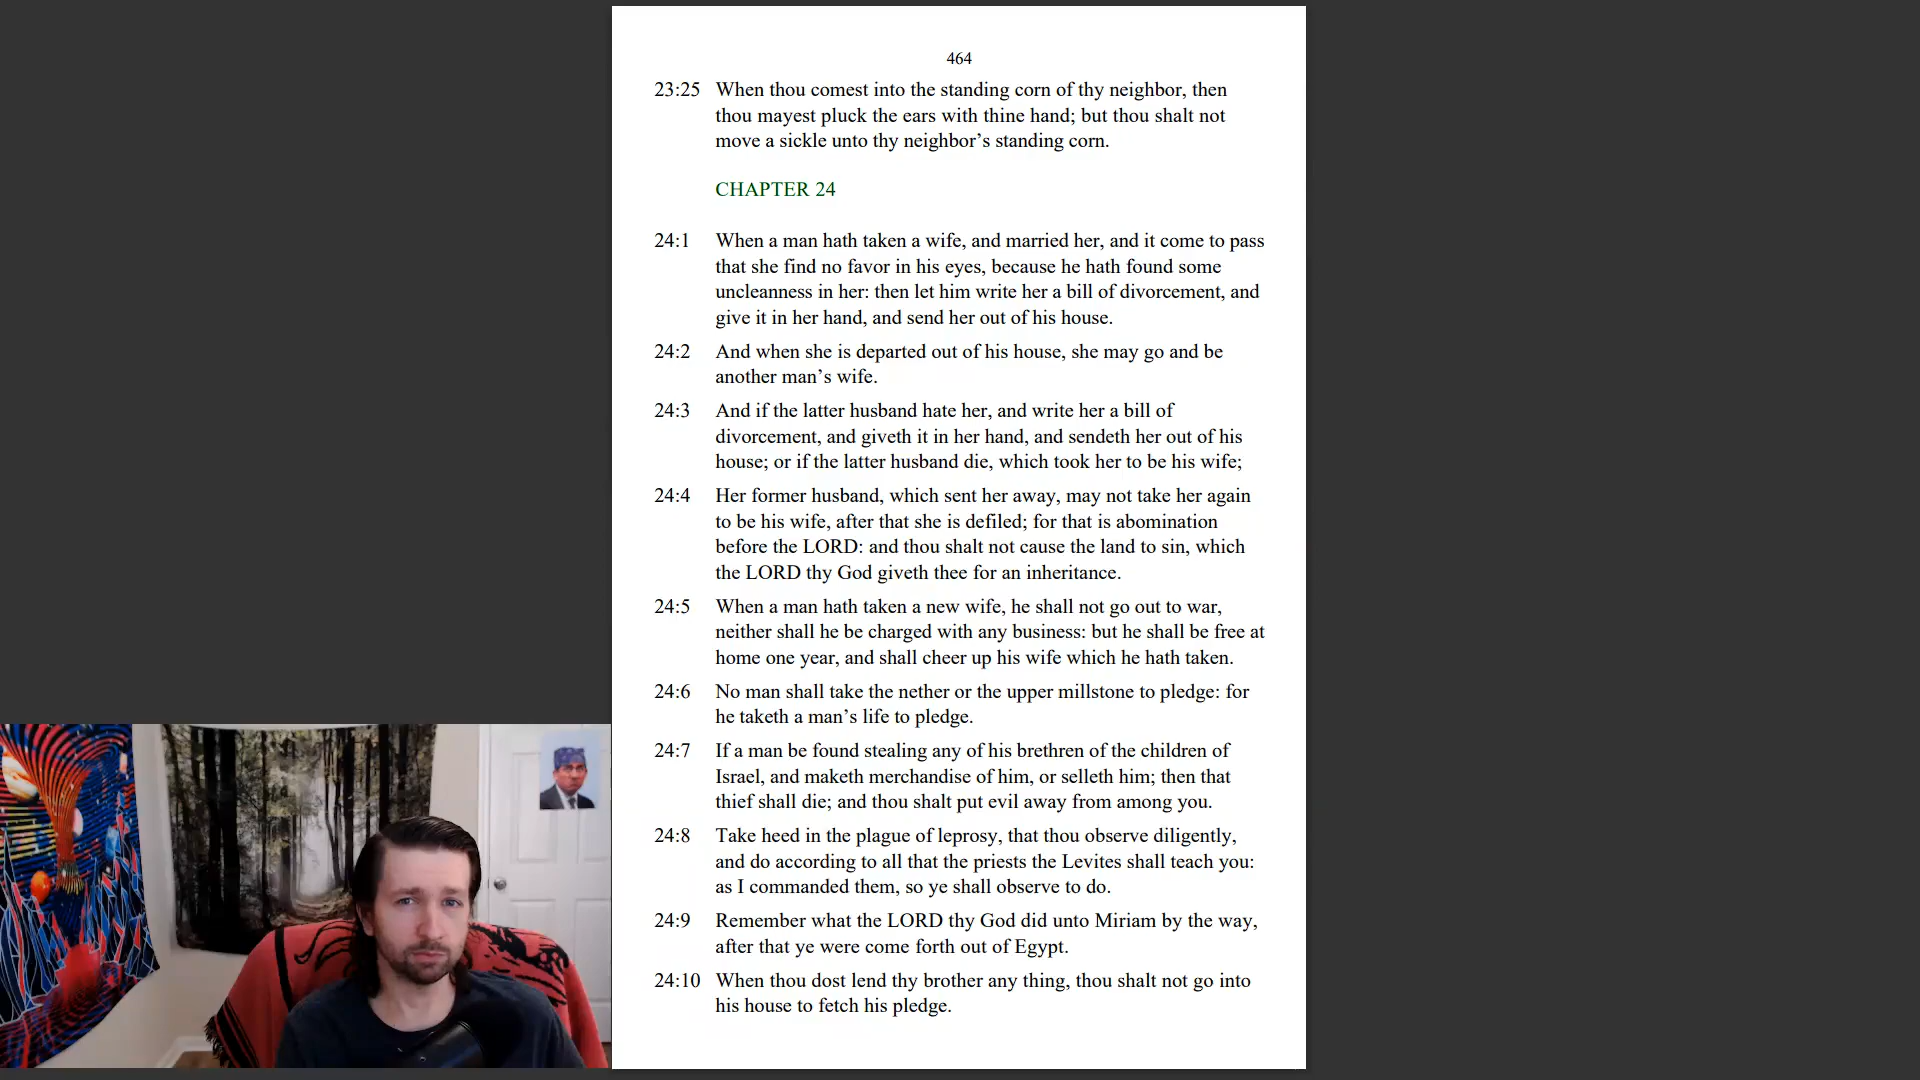 464
23:25 When thou comest into the standing corn of thy neighbor, then
thou mayest pluck the ears with thine hand; but thou shalt not
move a sickle unto thy neighbor’s standing corn.
CHAPTER 24
24:1 When a man hath taken a wife, and married her, and it come to pass
that she find no favor in his eyes, because he hath found some
uncleanness in her: then let him write her a bill of divorcement, and
give it in her hand, and send her out of his house.
24:2 And when she is departed out of his house, she may go and be
another man’s wife.
24:3 And if the latter husband hate her, and write her a bill of
divorcement, and giveth it in her hand, and sendeth her out of his
house; or if the latter husband die, which took her to be his wife;
24:4 Her former husband, which sent her away, may not take her again
to be his wife, after that she is defiled; for that is abomination
before the LORD: and thou shalt not cause the land to sin, which
the LORD thy God giveth thee for an inheritance.
24:5 When a man hath taken a new wife, he shall not go out to war,
neither shall he be charged with any business: but he shall be free at
home one year, and shall cheer up his wife which he hath taken.
24:6 No man shall take the nether or the upper millstone to pledge: for
he taketh a man’s life to pledge.
24:7 If a man be found stealing any of his brethren of the children of
Israel, and maketh merchandise of him, or selleth him; then that
thief shall die; and thou shalt put evil away from among you.
24:8 Take heed in the plague of leprosy, that thou observe diligently,
and do according to all that the priests the Levites shall teach you:
as I commanded them, so ye shall observe to do.
24:9 Remember what the LORD thy God did unto Miriam by the way,
after that ye were come forth out of Egypt.
24:10 When thou dost lend thy brother any thing, thou shalt not go into
his house to fetch his pledge.